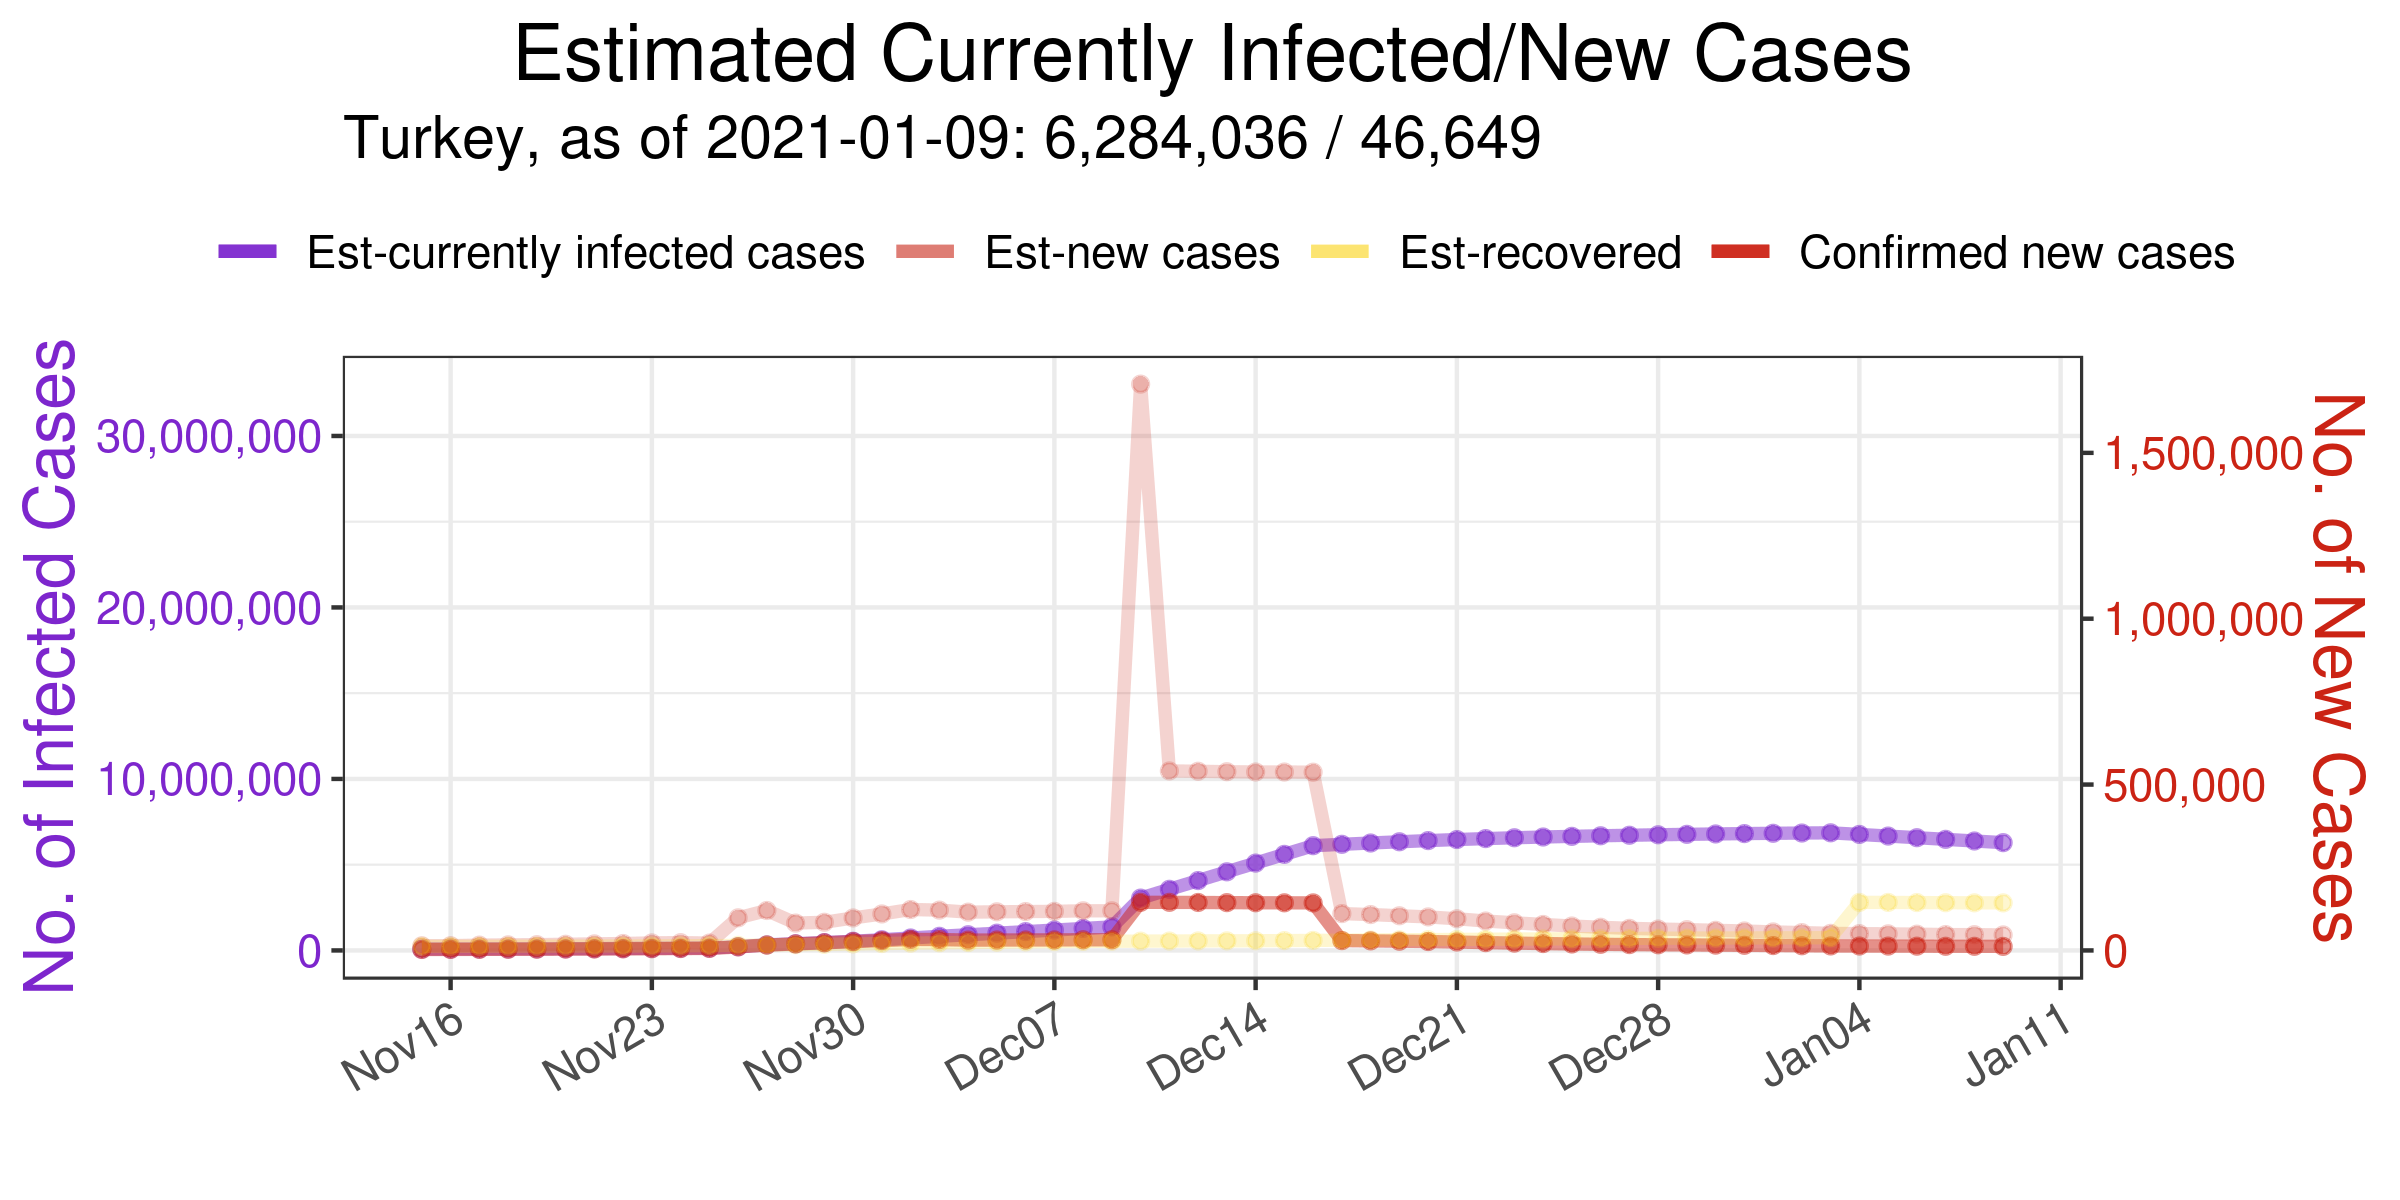 Estimated Currently Infected/New Cases
Turkey, as of 2021-01-09: 6,284,036 / 46,649
Est-currently infected cases Est-new cases Est-recovered Confirmed new cases
No. of Infected Cases
30,000,000
20,000,000
10,000,000
0
1,500,000
1,000,000
500,000
0
No. of New Cases
Nov16 Nov23 Nov30 Dec07 Dec14 Dec21 Dec28 Jan04 Jan11